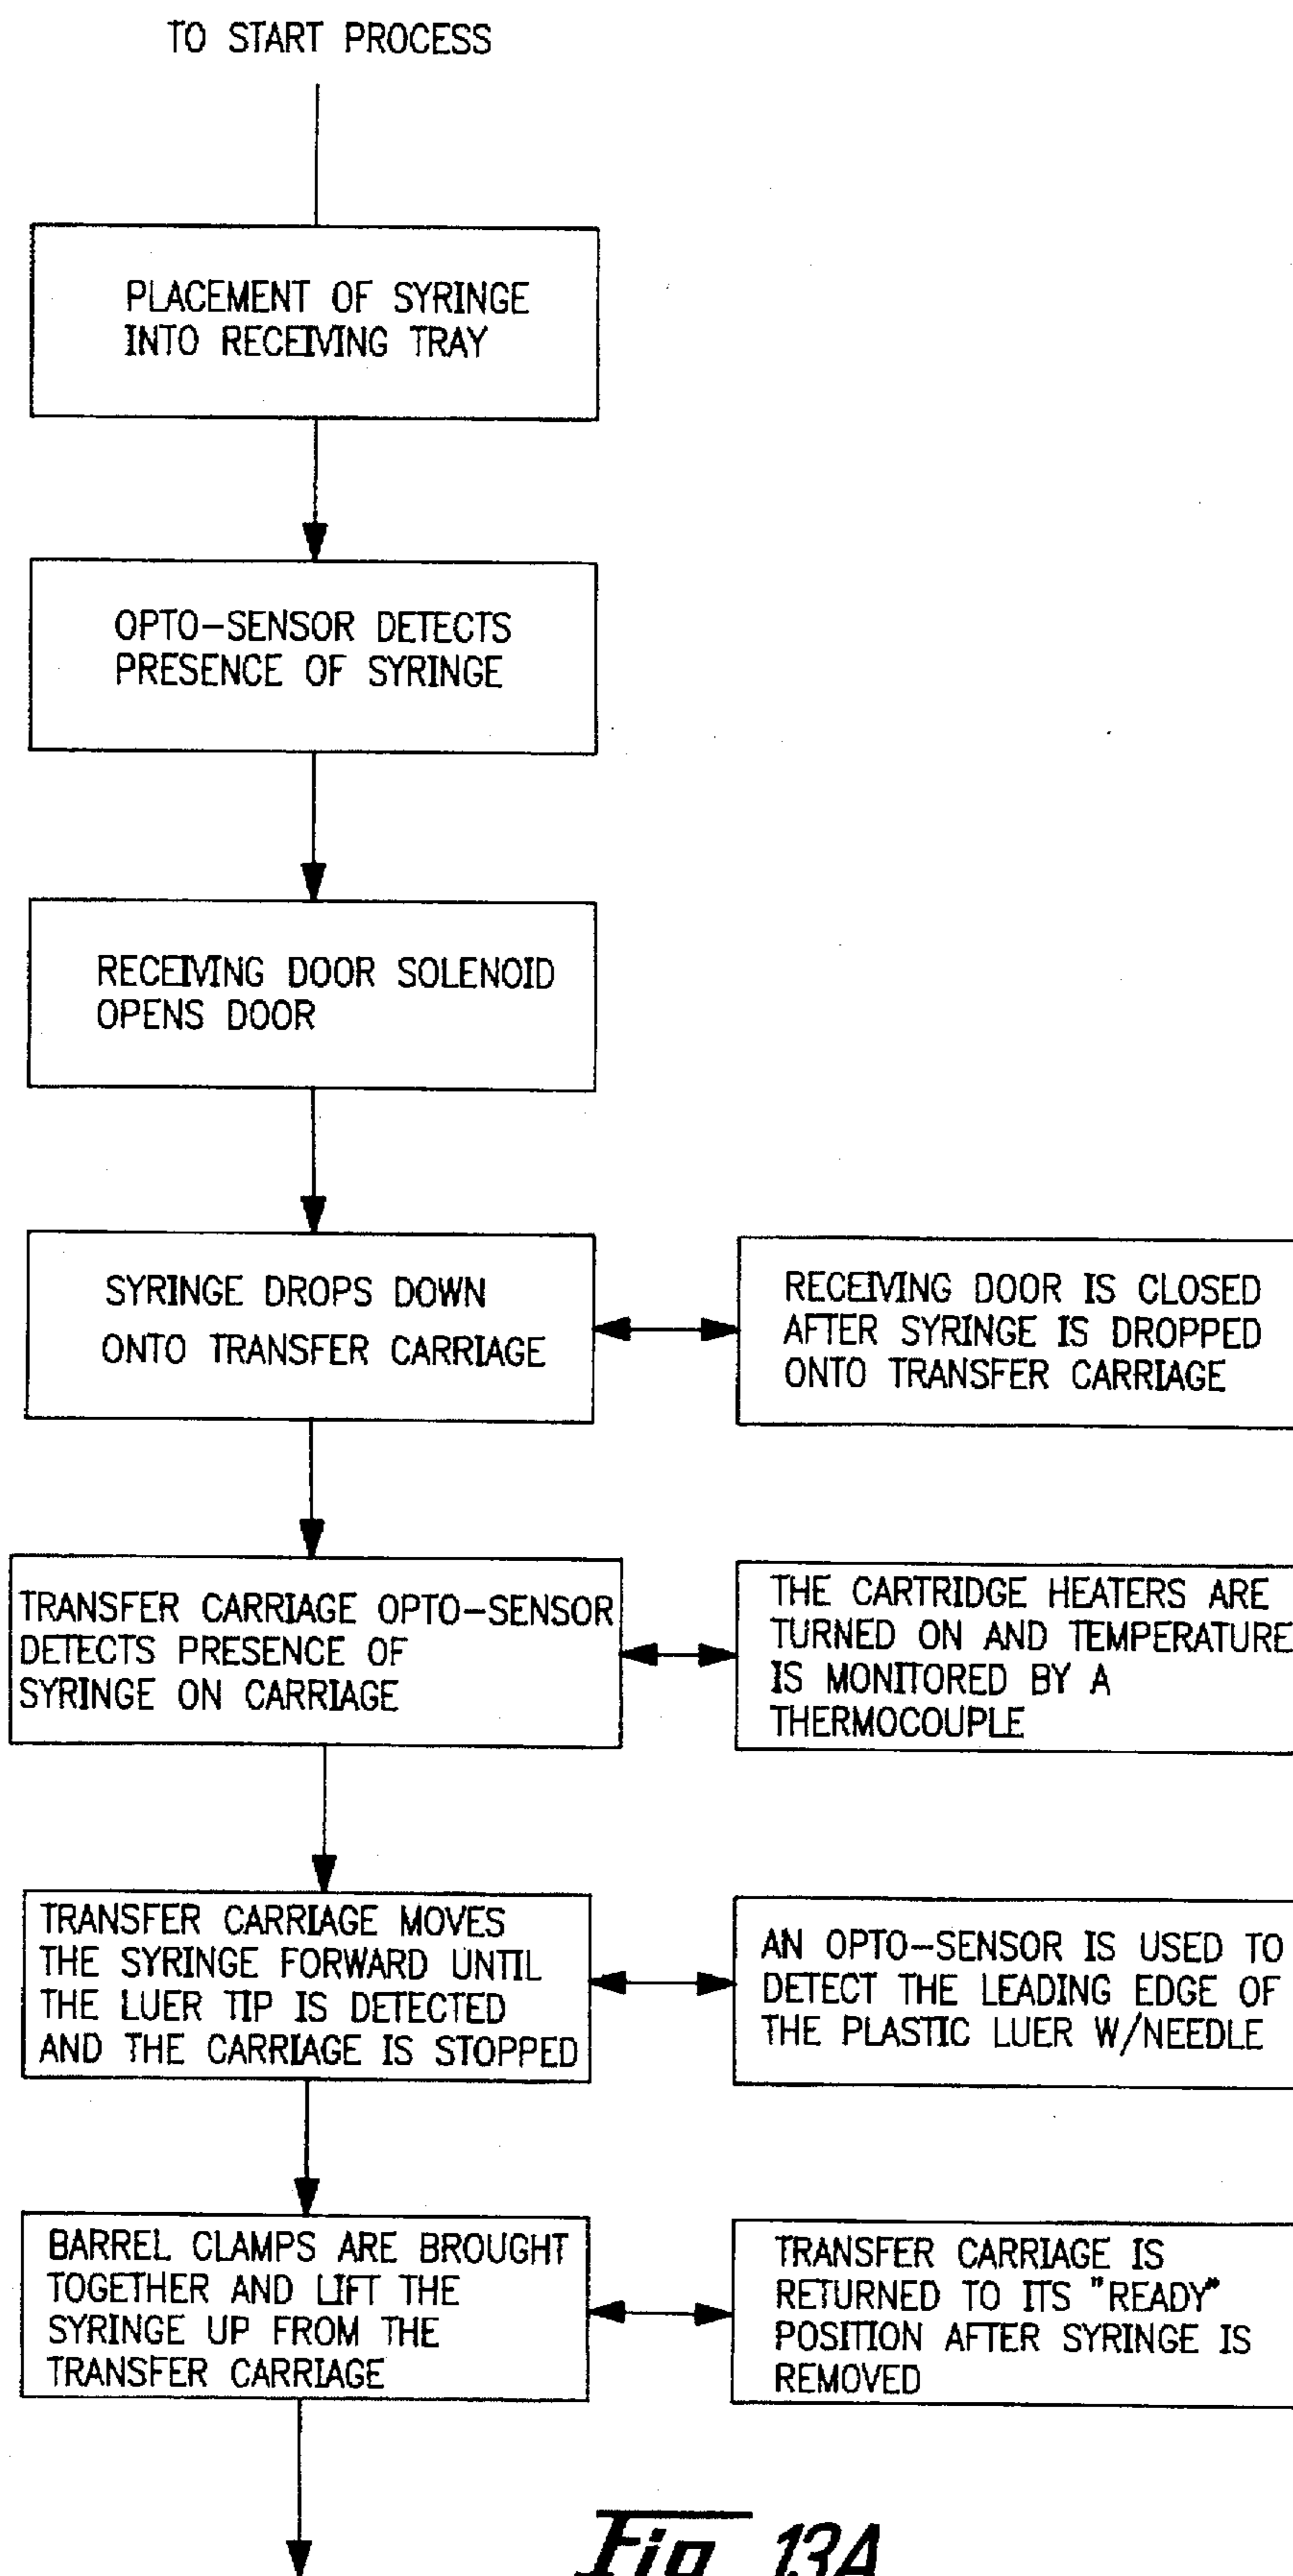 TO START PROCESS
PLACEMENT OF SYRINGE
INTO RECEIVING TRAY
OPTO-SENSOR DETECTS
PRESENCE OF SYRINGE
RECEIVING DOOR SOLENOID
OPENS DOOR
SYRINGE DROPS DOWN
ONTO TRANSFER CARRIAGE
RECEIVING DOOR IS CLOSED
AFTER SYRINGE IS DROPPED
ONTO TRANSFER CARRIAGE
TRANSFER CARRIAGE OPTO-SENSOR
DETECTS PRESENCE OF
SYRINGE ON CARRIAGE
THE CARTRIDGE HEATERS ARE
TURNED ON AND TEMPERATURE
IS MONITORED BY A
THERMOCOUPLE
TRANSFER CARRIAGE MOVES
THE SYRINGE FORWARD UNTIL
THE LUER TIP IS DETECTED
AND THE CARRIAGE IS STOPPED
AN OPTO-SENSOR IS USED TO
DETECT THE LEADING EDGE OF
THE PLASTIC LUER W/NEEDLE
BARREL CLAMPS ARE BROUGHT
TOGETHER AND LIFT THE
SYRINGE UP FROM THE
TRANSFER CARRIAGE
TRANSFER CARRIAGE IS
RETURNED TO ITS "READY"
POSITION AFTER SYRINGE IS
REMOVED
Fig 13A